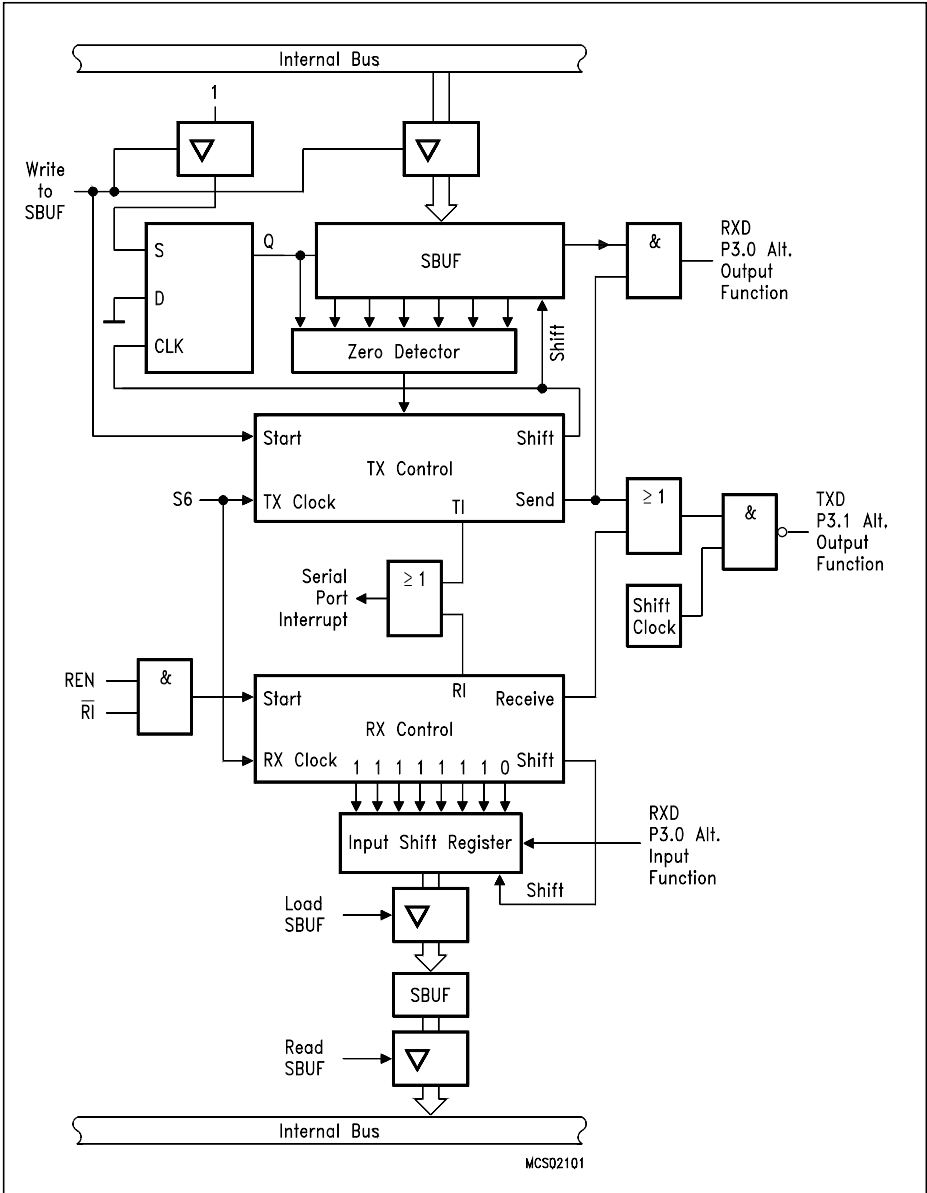 Internal Bus
1
Write
to
SBUF
S
Q
D
CLK
SBUF
&
RXD
P3.0 Alt.
Output
Function
Zero Detector
Shift
Start
Shift
TX Control
S6
TX Clock
TI
Send
≥ 1
&
TXD
P3.1 Alt.
Output
Function
Serial
Port
Interrupt
≥ 1
Shift
Clock
REN
RI
&
Start
RI
Receive
RX Control
RX Clock
Shift
1 1 1 1 1 1 1 0
Input Shift Register
RXD
P3.0 Alt.
Input
Function
Shift
Load
SBUF
SBUF
Read
SBUF
Internal Bus
MCS02101